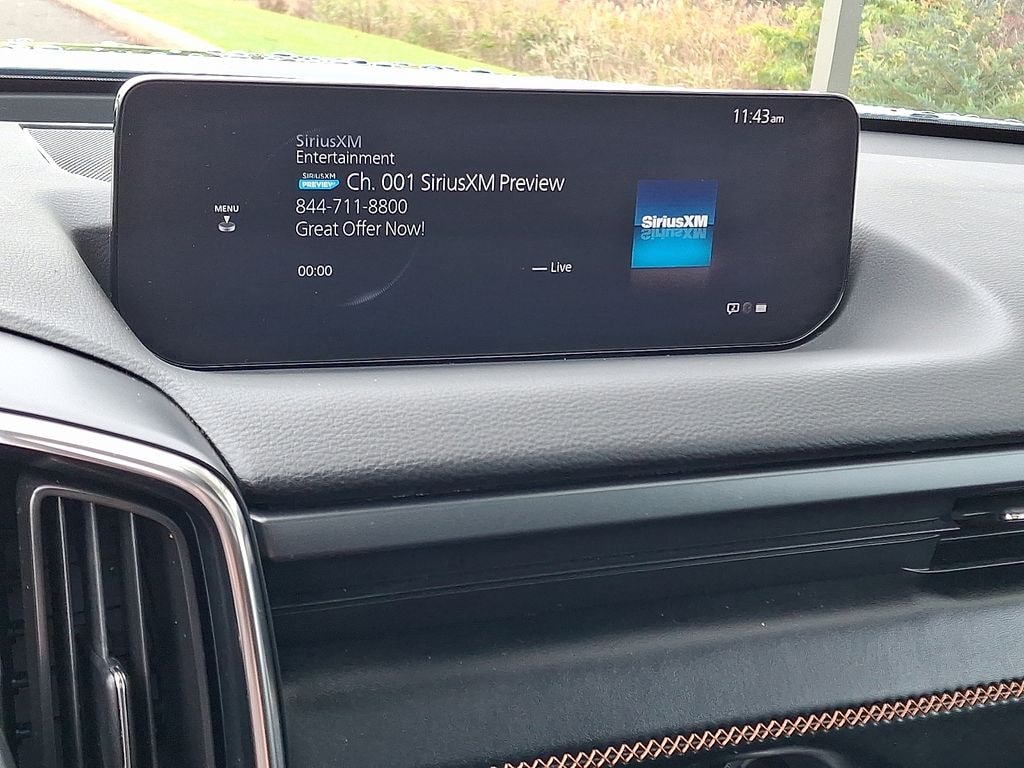 11:43am
SiriusXM
Entertainment
SIRIUSXM PREVIEW Ch. 001 SiriusXM Preview
MENU
844-711-8800
Great Offer Now!
SiriusXM
00:00
Live